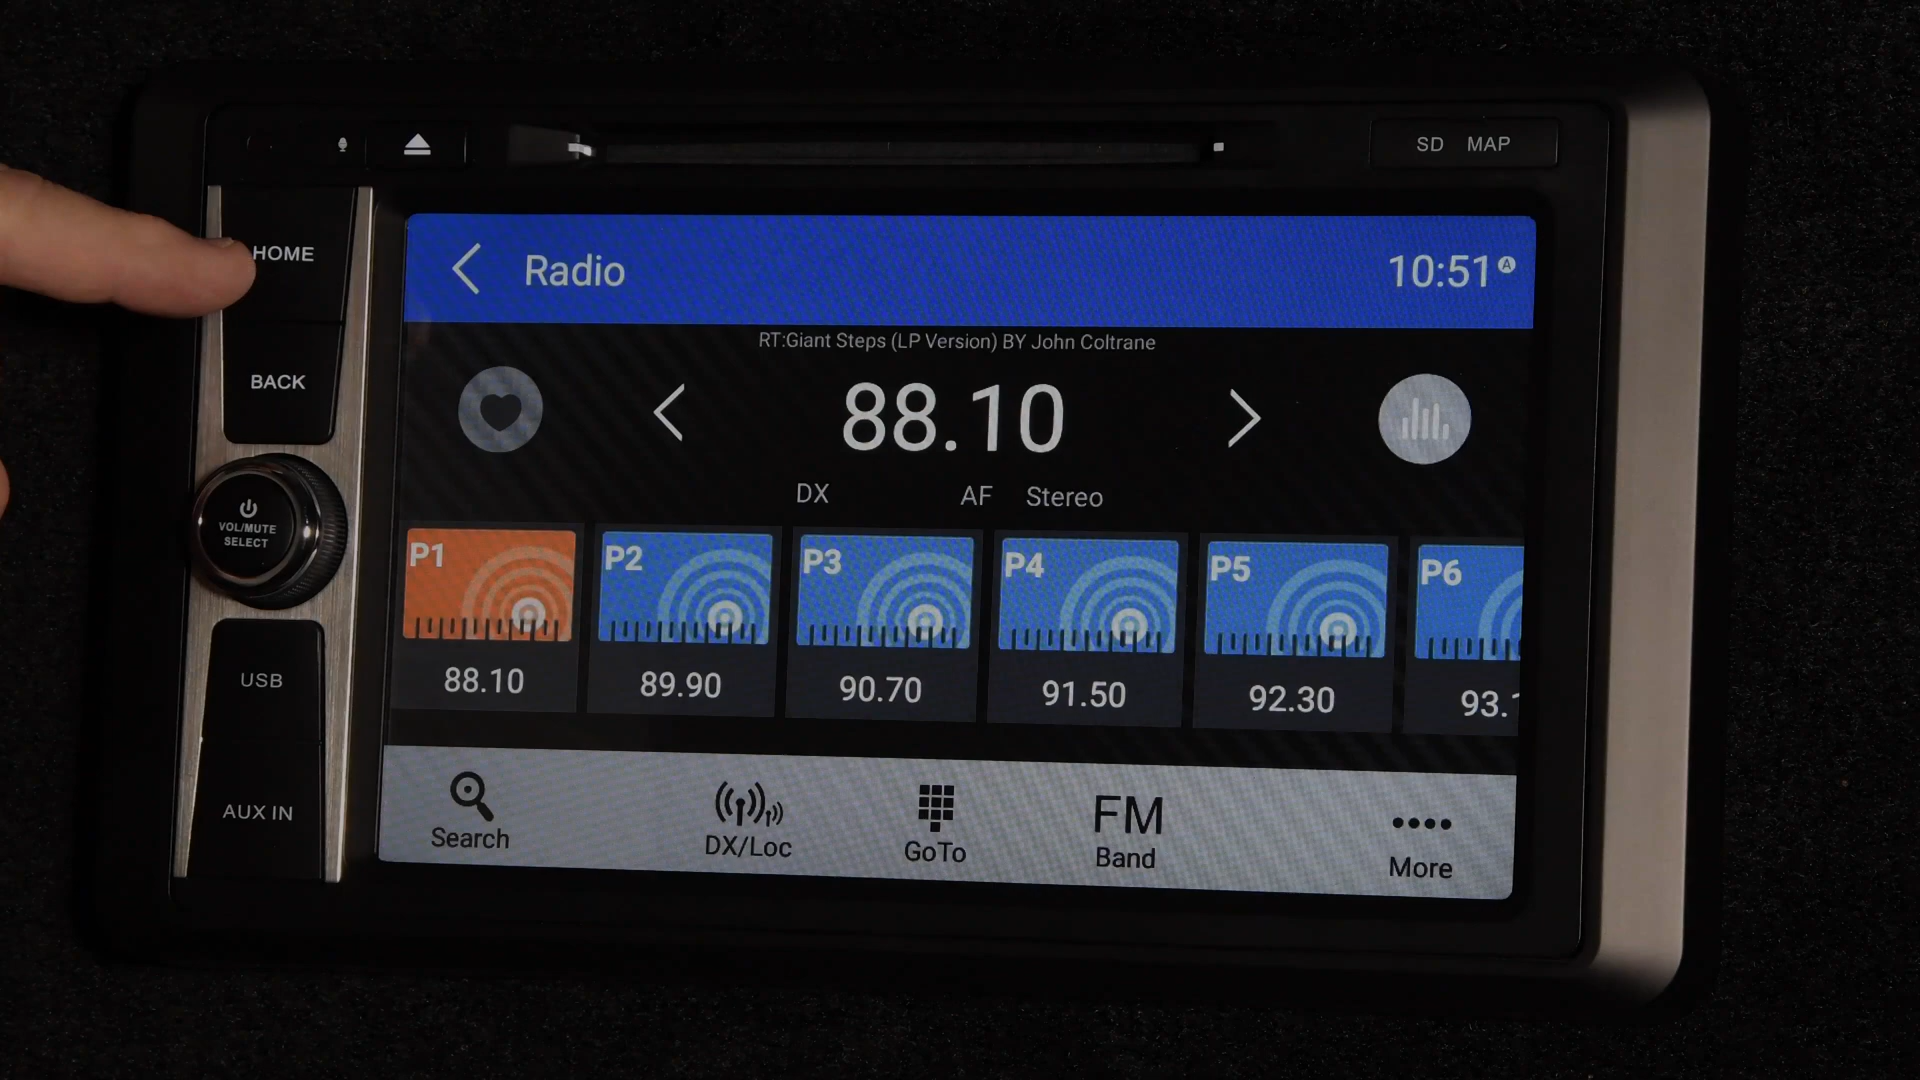 SD MAP
HOME
BACK
VOL/MUTE
SELECT
USB
AUX IN
Radio
10:51 A
RT:Giant Steps (LP Version) BY John Coltrane
88.10
DX AF Stereo
P1 P2 P3 P4 P5 P6
88.10 89.90 90.70 91.50 92.30 93.1
Search DX/Loc GoTo FM Band More